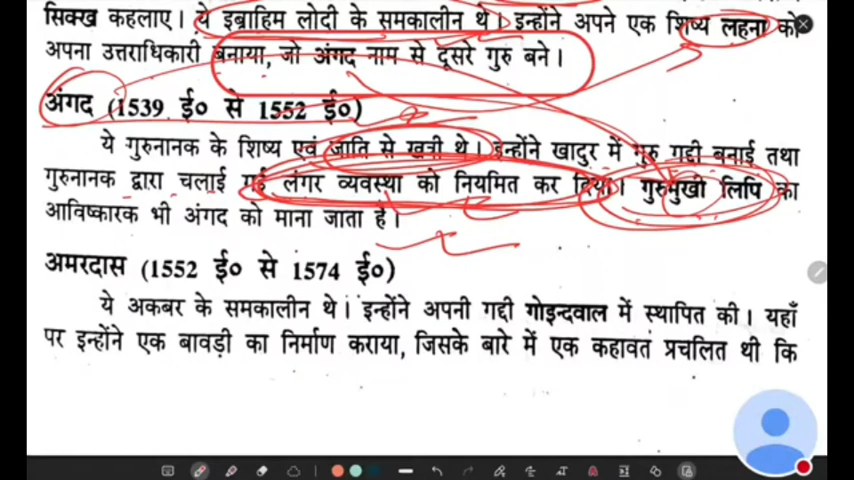 सिक्ख कहलाए। ये इब्राहिम लोदी के समकालीन थे। इन्होंने अपने एक शिष्य लहना को
अपना उत्तराधिकारी बनाया, जो अंगद नाम से दूसरे गुरु बने।
अंगद (1539 ई० से 1552 ई०)
ये गुरुनानक के शिष्य एवं जाति से खत्री थे। इन्होंने खादुर में गुरु गद्दी बनाई तथा
गुरुनानक द्वारा चलाई गई लंगर व्यवस्था को नियमित कर दिया। गुरुमुखी लिपि का
आविष्कारक भी अंगद को माना जाता है।
अमरदास (1552 ई० से 1574 ई०)
ये अकबर के समकालीन थे। इन्होंने अपनी गद्दी गोइन्दवाल में स्थापित की। यहाँ
पर इन्होंने एक बावड़ी का निर्माण कराया, जिसके बारे में एक कहावत प्रचलित थी कि